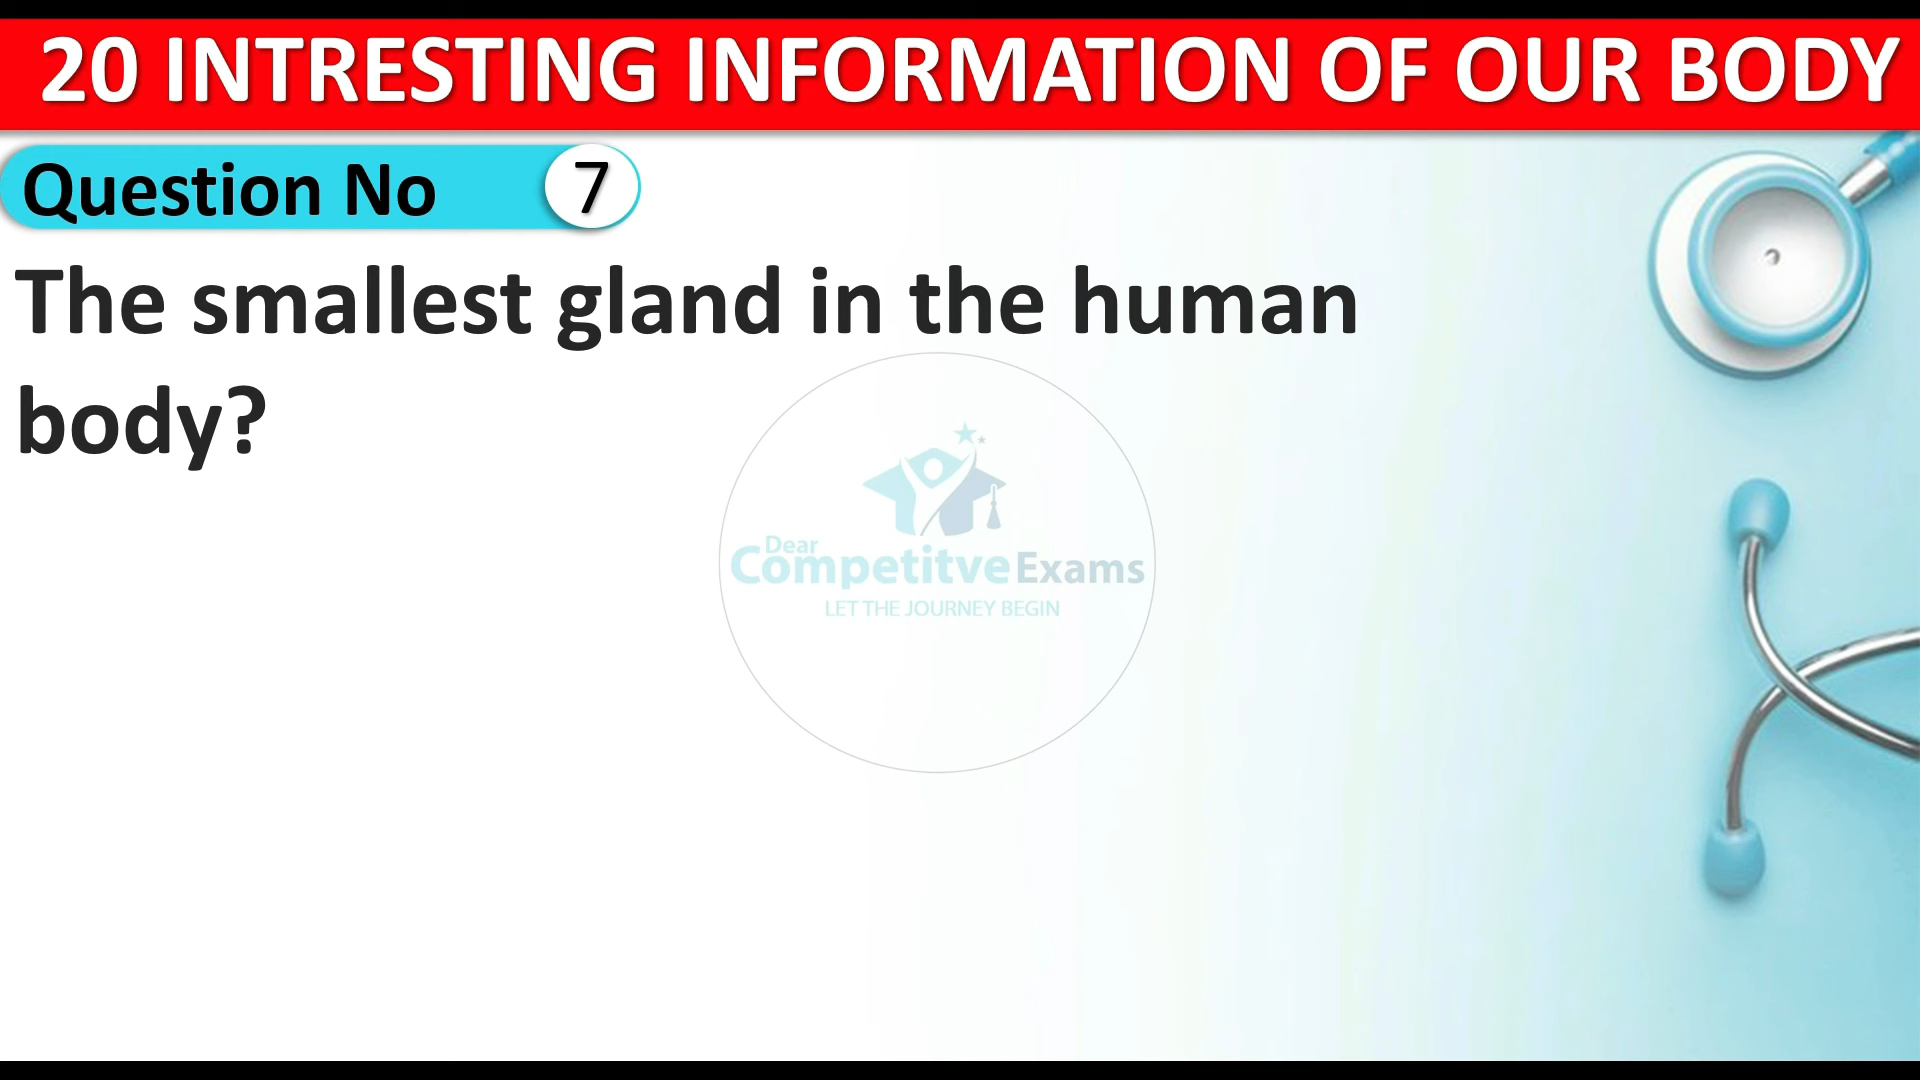 20 INTRESTING INFORMATION OF OUR BODY
Question No 7
The smallest gland in the human
body?
Dear
Competitve Exams
LET THE JOURNEY BEGIN